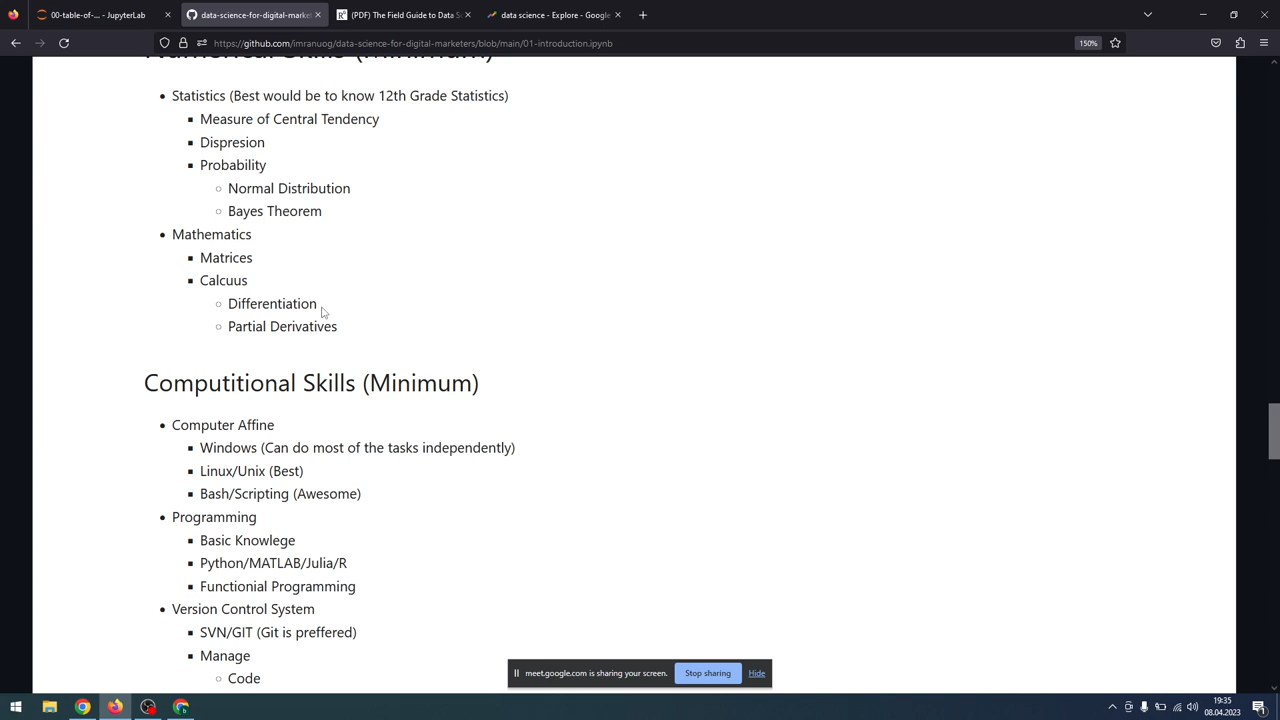 00-table-of-... - JupyterLab
data-science-for-digital-market
(PDF) The Field Guide to Data S
data science - Explore - Google
https://github.com/imranuog/data-science-for-digital-marketers/blob/main/01-introduction.ipynb
150%
Numerical Skills (Minimum)
Statistics (Best would be to know 12th Grade Statistics)
Measure of Central Tendency
Dispresion
Probability
Normal Distribution
Bayes Theorem
Mathematics
Matrices
Calcuus
Differentiation
Partial Derivatives
Computitional Skills (Minimum)
Computer Affine
Windows (Can do most of the tasks independently)
Linux/Unix (Best)
Bash/Scripting (Awesome)
Programming
Basic Knowlege
Python/MATLAB/Julia/R
Functionial Programming
Version Control System
SVN/GIT (Git is preffered)
Manage
Code
meet.google.com is sharing your screen.
Stop sharing
Hide
19:35
08.04.2023